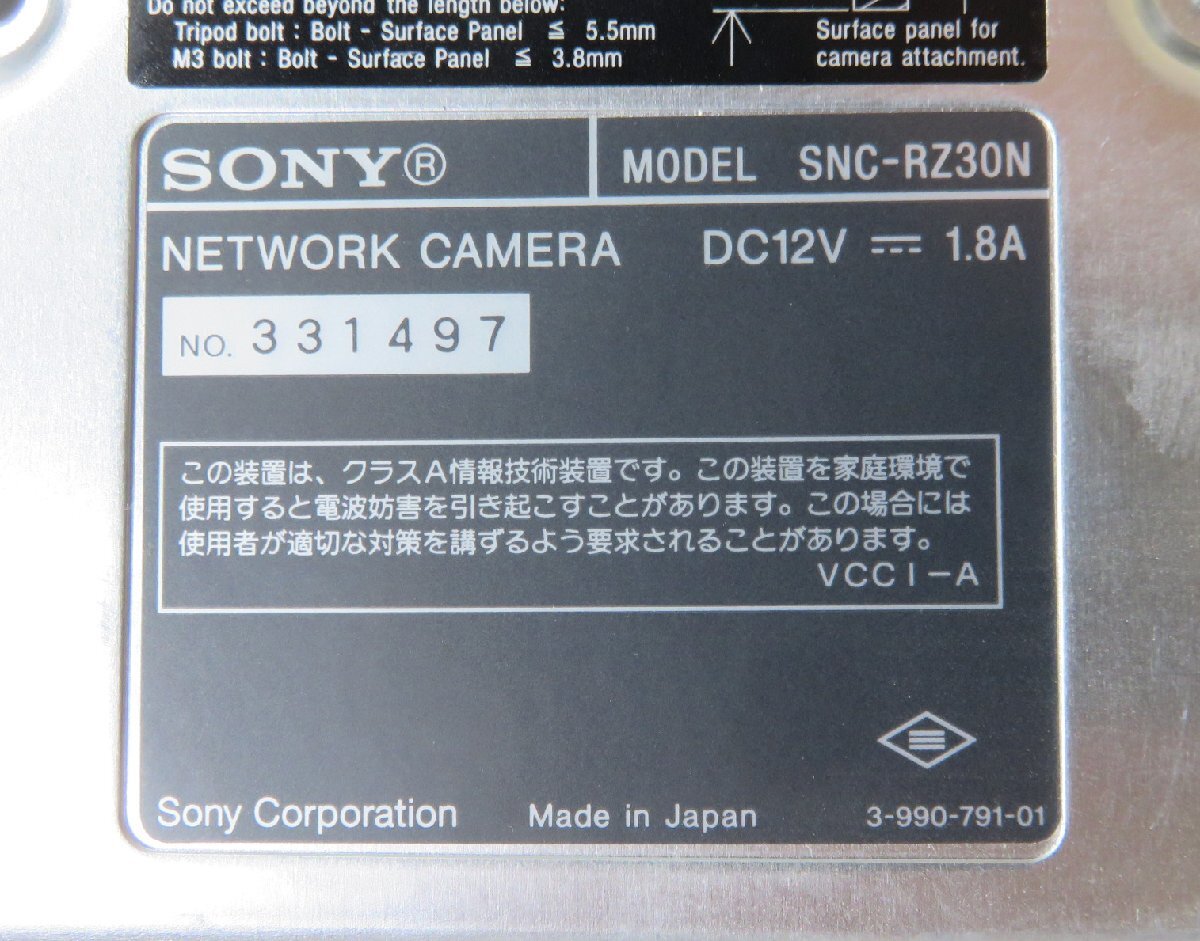 Do not exceed beyond the length below:
Tripod bolt : Bolt - Surface Panel ≦ 5.5mm
M3 bolt : Bolt - Surface Panel ≦ 3.8mm
Surface panel for
camera attachment.
SONY® MODEL SNC-RZ30N
NETWORK CAMERA DC12V ⎓ 1.8A
NO. 331497
この装置は、クラスA情報技術装置です。この装置を家庭環境で
使用すると電波妨害を引き起こすことがあります。この場合には
使用者が適切な対策を講ずるよう要求されることがあります。
VCCI-A
Sony Corporation Made in Japan 3-990-791-01